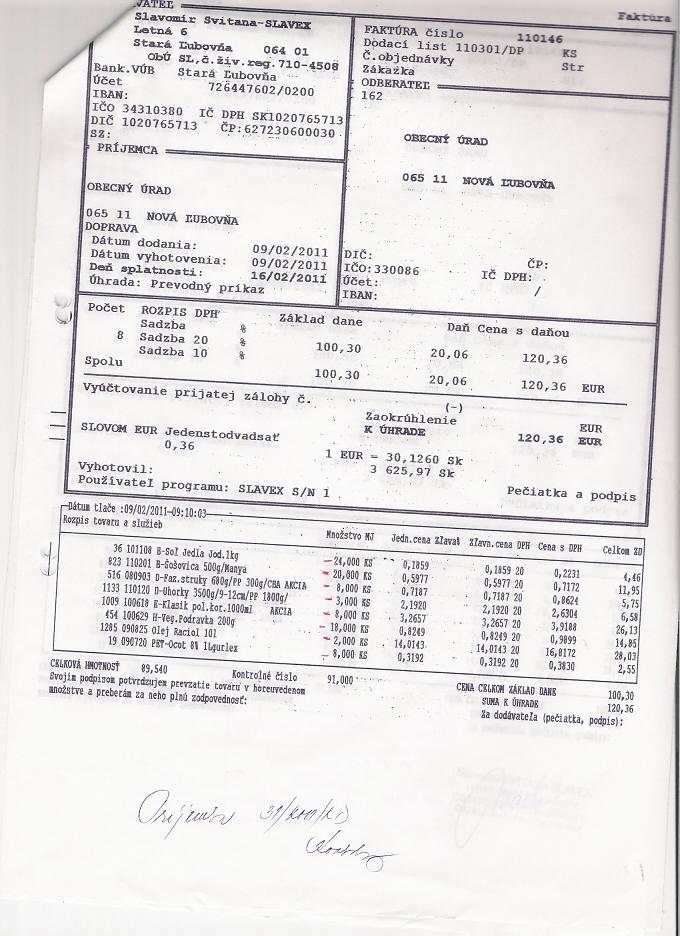 Faktúra
VATEĽ
Slavomír Svitana-SLAVEX
Letná 6
Stará Ľubovňa 064 01
ObÚ SL,č.živ.reg.710-4508
Bank.VÚB Stará Ľubovňa
Účet 726447602/0200
IBAN:
IČO 34310380 IČ DPH SK1020765713
DIČ 1020765713 ČP:627230600030
SZ:
FAKTÚRA číslo 110146
Dodací list 110301/DP KS
Č.objednávky Str
Zákazka
ODBERATEĽ
162
OBECNÝ ÚRAD
065 11 NOVÁ ĽUBOVŇA
DIČ: ČP:
IČO:330086 IČ DPH:
Účet: /
IBAN:
PRÍJEMCA
OBECNÝ ÚRAD
065 11 NOVÁ ĽUBOVŇA
DOPRAVA
Dátum dodania: 09/02/2011
Dátum vyhotovenia: 09/02/2011
Deň splatnosti: 16/02/2011
Úhrada: Prevodný príkaz
Počet ROZPIS DPH Základ dane Daň Cena s daňou
Sadzba %
8 Sadzba 20 % 100,30 20,06 120,36
Sadzba 10 %
Spolu 100,30 20,06 120,36 EUR
Vyúčtovanie prijatej zálohy č. (-)
Zaokrúhlenie EUR
SLOVOM EUR Jedenstodvadsať K ÚHRADE 120,36 EUR
0,36
1 EUR = 30,1260 Sk
3 625,97 Sk
Vyhotovil:
Používateľ programu: SLAVEX S/N 1 Pečiatka a podpis
Dátum tlače :09/02/2011-09:10:03
Rozpis tovaru a služieb Množstvo MJ Jedn.cena Zľava% Zľavn.cena DPH Cena s DPH Celkom ZD
36 101108 B-Soľ Jedlá Jod.1kg 24,000 KS 0,1859 0,1859 20 0,2231 4,46
823 110201 B-Šošovica 500g/Manya 20,000 KS 0,5977 0,5977 20 0,7172 11,95
516 080903 D-Faz.struky 680g/PP 300g/CBA AKCIA 8,000 KS 0,7187 0,7187 20 0,8624 5,75
1133 110120 D-Uhorky 3500g/9-12cm/PP 1800g/ 3,000 KS 2,1920 2,1920 20 2,6304 6,58
1009 100618 K-Klasik pol.kor.1000ml AKCIA 8,000 KS 3,2657 3,2657 20 3,9188 26,13
454 100629 H-Veg.Podravka 200g 18,000 KS 0,8249 0,8249 20 0,9899 14,85
1285 090825 Olej Raciol 10l 2,000 KS 14,0143 14,0143 20 16,8172 28,03
19 090720 PET-Ocot 8% 1Lgurlex 8,000 KS 0,3192 0,3192 20 0,3830 2,55
CELKOVÁ HMOTNOSŤ 89,540 Kontrolné číslo 91,000 CENA CELKOM ZÁKLAD DANE 100,30
Svojím podpisom potvrdzujem prevzatie tovaru v horeuvedenom SUMA K ÚHRADE 120,36
množstve a preberám za neho plnú zodpovednosť: Za dodávateľa (pečiatka, podpis):